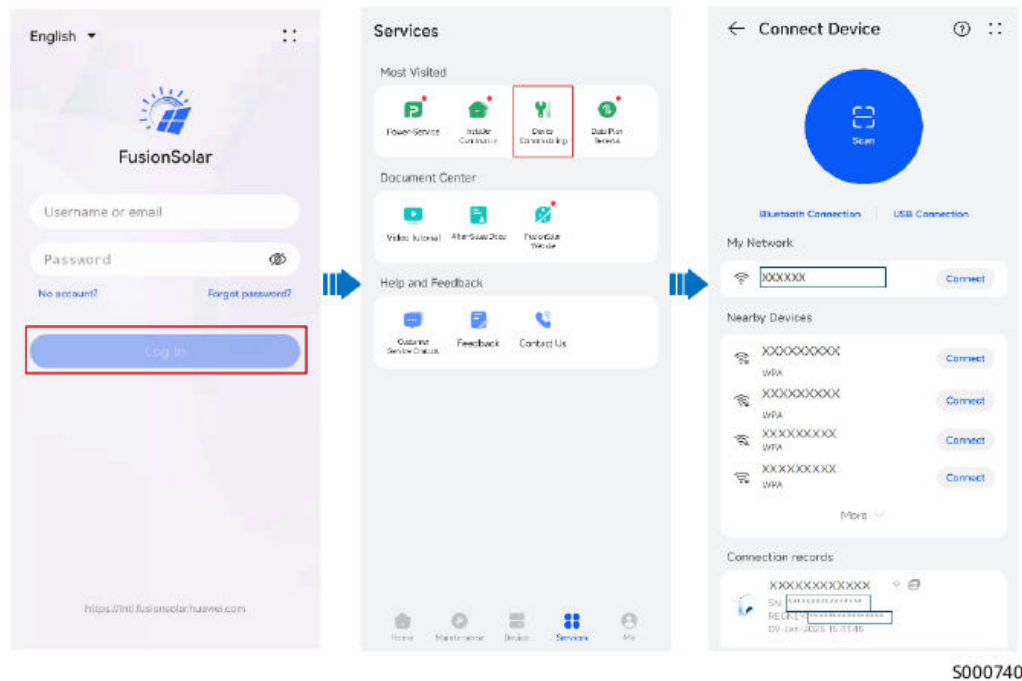 English
FusionSolar
Username or email
Password
No account?
Forgot password?
Log In
https://intl.fusionsolar.huawei.com
Services
Most Visited
Power-Service
Installer Community
Device Commissioning
Data Plan Renewal
Document Center
Video Tutorial
After-Sales Docs
FusionSolar Website
Help and Feedback
Customer Service Chatbot
Feedback
Contact Us
Home
Maintenance
Device
Services
Me
Connect Device
Scan
Bluetooth Connection
USB Connection
My Network
XXXXXX
Connect
Nearby Devices
XXXXXXXXXX
WPA
Connect
XXXXXXXXXX
WPA
Connect
XXXXXXXXX
WPA
Connect
XXXXXXXXX
WPA
Connect
More
Connection records
XXXXXXXXXXXX
SN:
REGKEY:
S000740